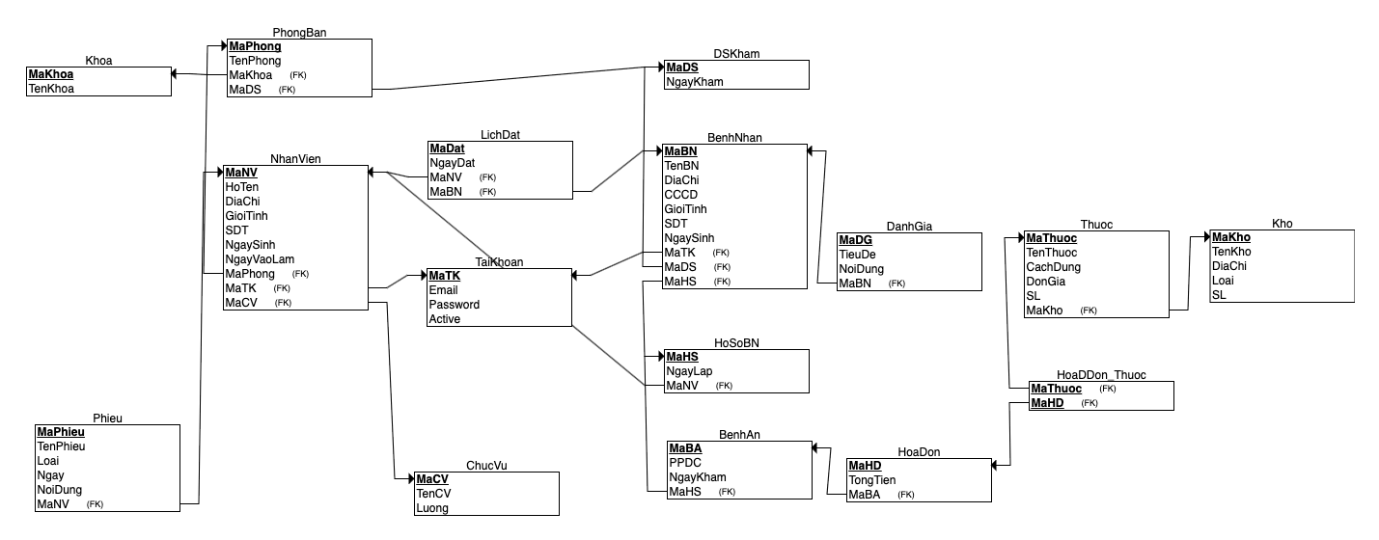 Khoa
MaKhoa
TenKhoa
PhongBan
MaPhong
TenPhong
MaKhoa (FK)
MaDS (FK)
DSKham
MaDS
NgayKham
LichDat
MaDat
NgayDat
MaNV (FK)
MaBN (FK)
BenhNhan
MaBN
TenBN
DiaChi
CCCD
GioiTinh
SDT
NgaySinh
MaTK (FK)
MaDS (FK)
MaHS (FK)
NhanVien
MaNV
HoTen
DiaChi
GioiTinh
SDT
NgaySinh
NgayVaoLam
MaPhong (FK)
MaTK (FK)
MaCV (FK)
TaiKhoan
MaTK
Email
Password
Active
DanhGia
MaDG
TieuDe
NoiDung
MaBN (FK)
Thuoc
MaThuoc
TenThuoc
CachDung
DonGia
SL
MaKho (FK)
Kho
MaKho
TenKho
DiaChi
Loai
SL
HoSoBN
MaHS
NgayLap
MaNV (FK)
HoaDDon_Thuoc
MaThuoc (FK)
MaHD (FK)
Phieu
MaPhieu
TenPhieu
Loai
Ngay
NoiDung
MaNV (FK)
ChucVu
MaCV
TenCV
Luong
BenhAn
MaBA
PPDC
NgayKham
MaHS (FK)
HoaDon
MaHD
TongTien
MaBA (FK)